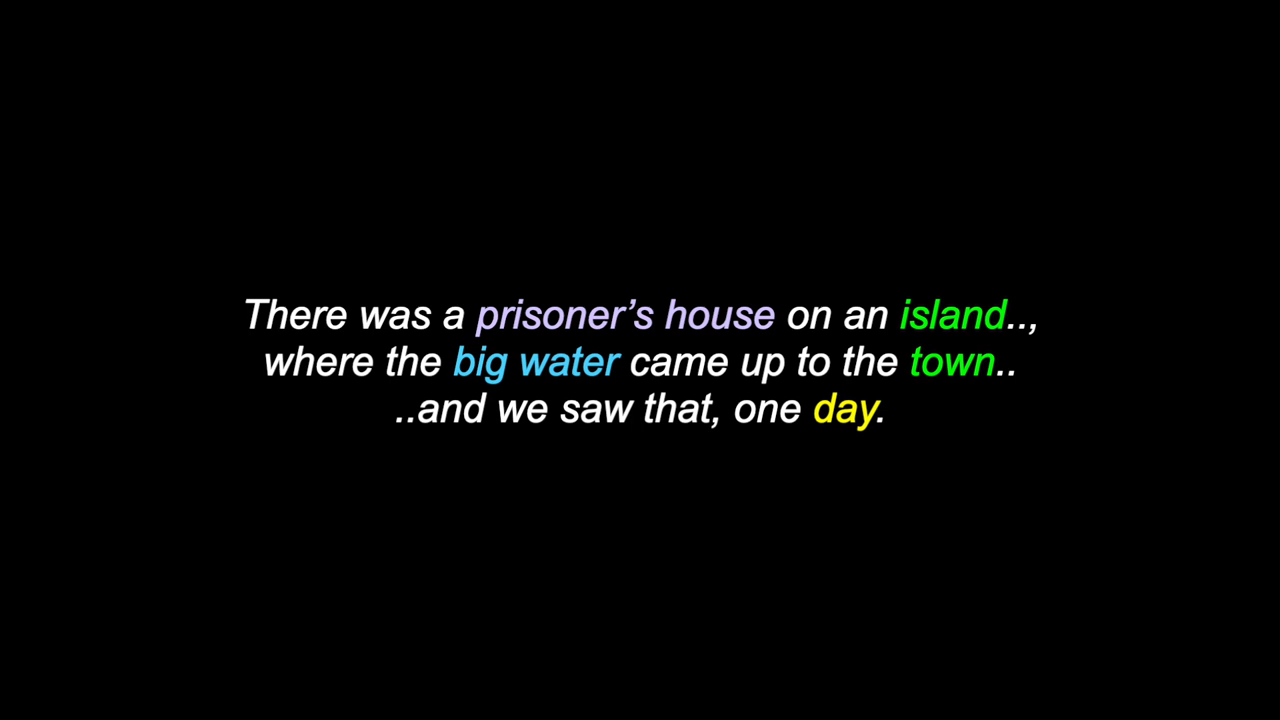 There was a prisoner’s house on an island..,
where the big water came up to the town..
..and we saw that, one day.